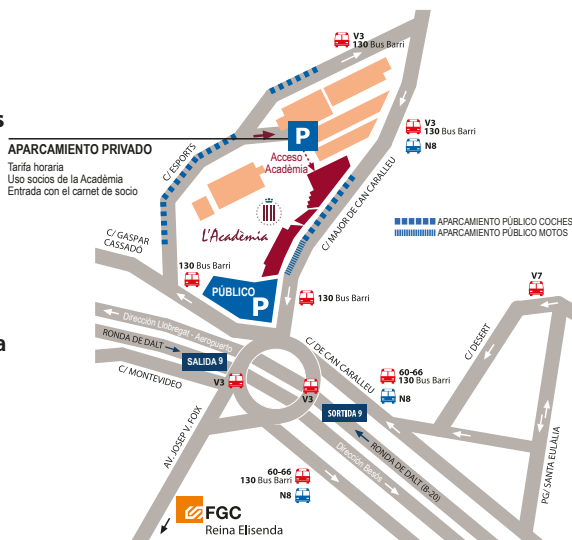 V3
130 Bus Barri
s
APARCAMIENTO PRIVADO
Tarifa horaria
Uso socios de la Acadèmia
Entrada con el carnet de socio
P
Acceso
Acadèmia
V3
130 Bus Barri
N8
C/ ESPORTS
L'Acadèmia
C/ MAJOR DE CAN CARALLEU
APARCAMIENTO PÚBLICO COCHES
APARCAMIENTO PÚBLICO MOTOS
C/ GASPAR
CASSADÓ
130 Bus Barri
PÚBLICO
P
130 Bus Barri
V7
Dirección Llobregat - Aeropuerto
RONDA DE DALT
a
SALIDA 9
C/ MONTEVIDEO
V3
V3
C/ DE CAN CARALLEU
C/ DESERT
60-66
130 Bus Barri
N8
SORTIDA 9
AV. JOSEP V. FOIX
RONDA DE DALT (B-20)
Dirección Besós
PG/ SANTA EULÀLIA
60-66
130 Bus Barri
N8
FGC
Reina Elisenda